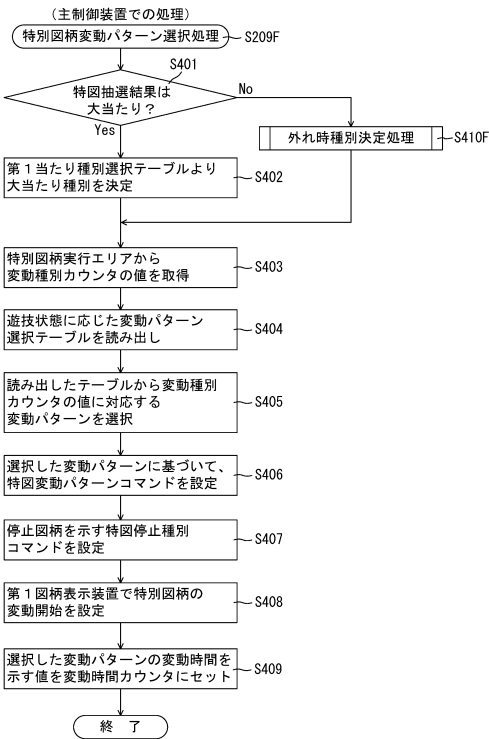 （主制御装置での処理）
特別図柄変動パターン選択処理
S209F
S401
特図抽選結果は
大当たり？
No
Yes
外れ時種別決定処理
S410F
第１当たり種別選択テーブルより
大当たり種別を決定
S402
特別図柄実行エリアから
変動種別カウンタの値を取得
S403
遊技状態に応じた変動パターン
選択テーブルを読み出し
S404
読み出したテーブルから変動種別
カウンタの値に対応する
変動パターンを選択
S405
選択した変動パターンに基づいて、
特図変動パターンコマンドを設定
S406
停止図柄を示す特図停止種別
コマンドを設定
S407
第１図柄表示装置で特別図柄の
変動開始を設定
S408
選択した変動パターンの変動時間を
示す値を変動時間カウンタにセット
S409
終　了